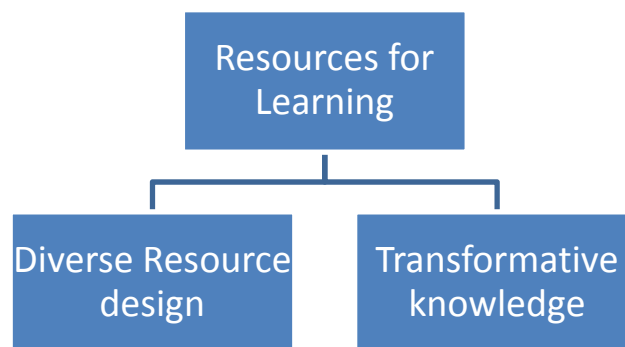 Resources for
Learning
Diverse Resource
design
Transformative
knowledge